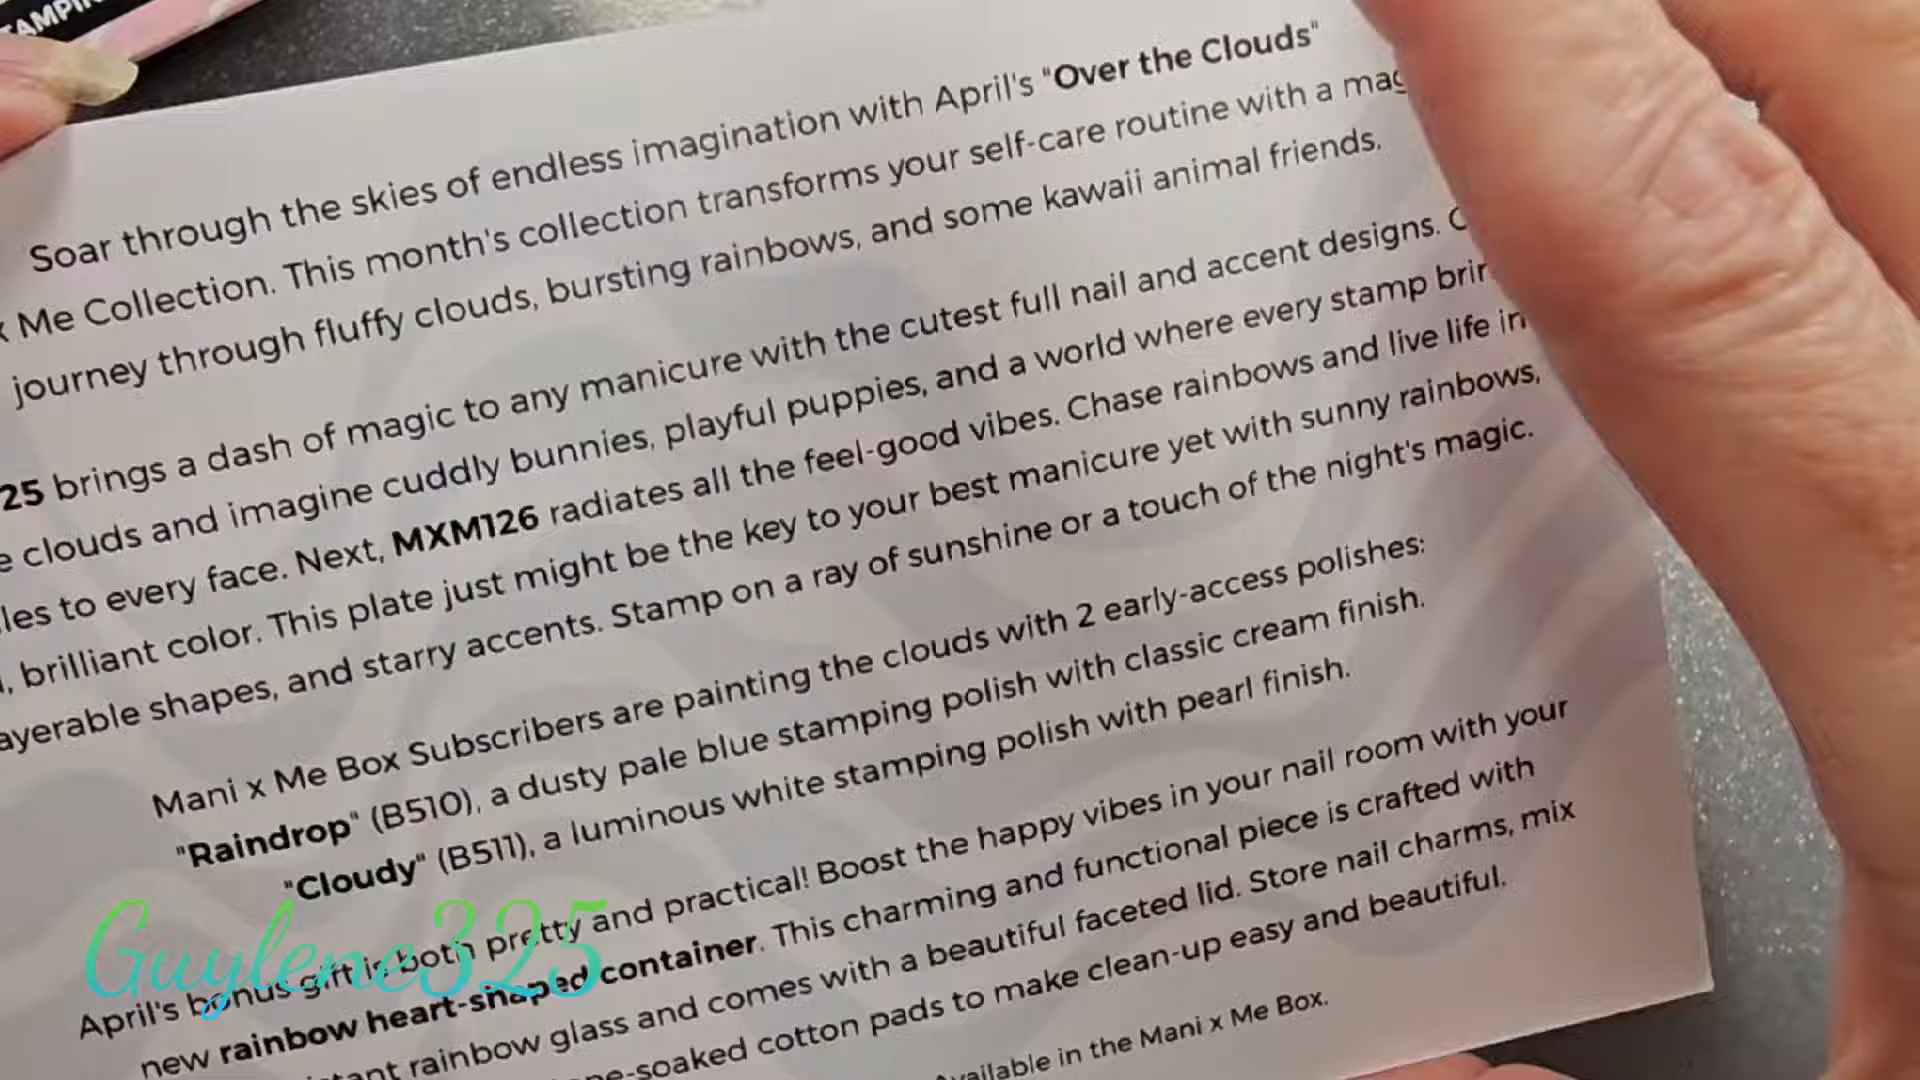 Soar through the skies of endless imagination with April's "Over the Clouds"
x Me Collection. This month's collection transforms your self-care routine with a
journey through fluffy clouds, bursting rainbows, and some kawaii animal friends.
25 brings a dash of magic to any manicure with the cutest full nail and accent designs.
clouds and imagine cuddly bunnies, playful puppies, and a world where every stamp
to every face. Next, MXM126 radiates all the feel-good vibes. Chase rainbows and live life in
brilliant color. This plate just might be the key to your best manicure yet with sunny rainbows,
shapes, and starry accents. Stamp on a ray of sunshine or a touch of the night's magic.
Mani x Me Box Subscribers are painting the clouds with 2 early-access polishes:
"Raindrop" (B510), a dusty pale blue stamping polish with classic cream finish.
"Cloudy" (B511), a luminous white stamping polish with pearl finish.
April's bonus gift is both pretty and practical! Boost the happy vibes in your nail room with your
new rainbow heart-shaped container. This charming and functional piece is crafted with
rainbow glass and comes with a beautiful faceted lid. Store nail charms, mix
-soaked cotton pads to make clean-up easy and beautiful.
in the Mani x Me Box.
Guylene325